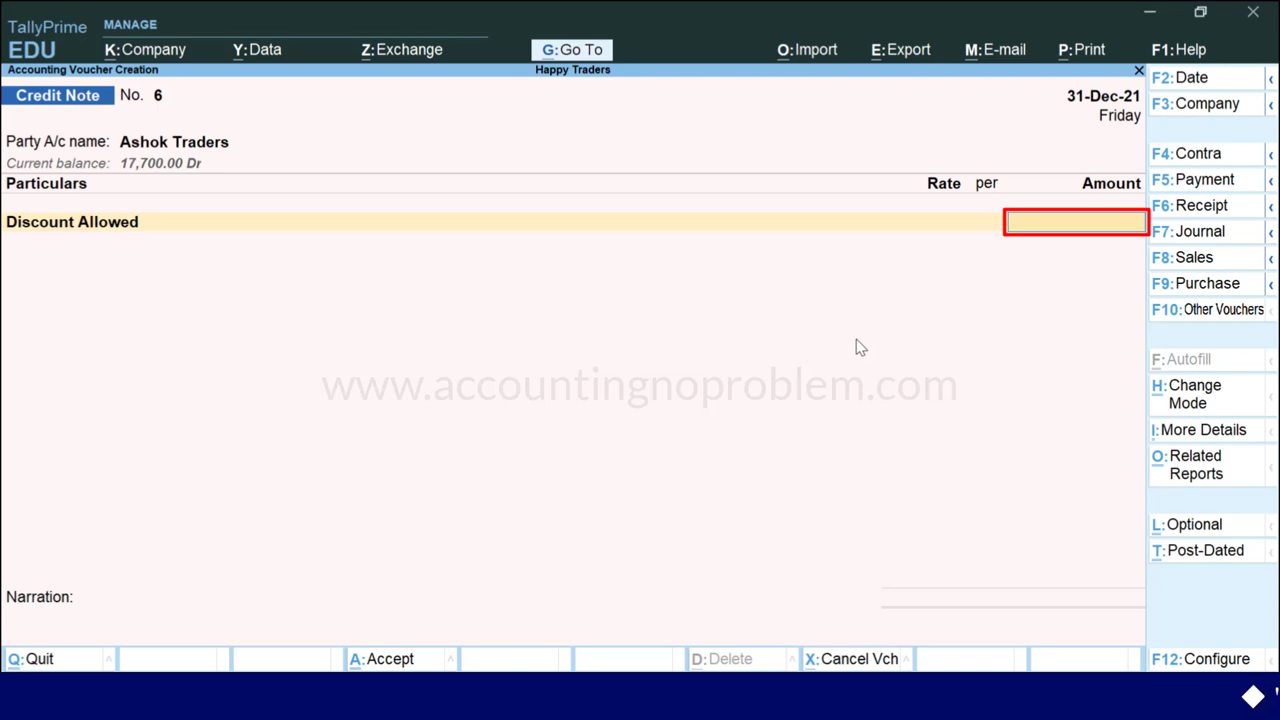 TallyPrime MANAGE
EDU K:Company Y:Data Z:Exchange G:Go To O:Import E:Export M:E-mail P:Print F1:Help
Accounting Voucher Creation Happy Traders
Credit Note No. 6 31-Dec-21
Friday
Party A/c name: Ashok Traders
Current balance: 17,700.00 Dr
Particulars Rate per Amount
Discount Allowed
www.accountingnoproblem.com
Narration:
F2:Date
F3:Company
F4:Contra
F5:Payment
F6:Receipt
F7:Journal
F8:Sales
F9:Purchase
F10:Other Vouchers
F:Autofill
H:Change
Mode
I:More Details
O:Related
Reports
L:Optional
T:Post-Dated
Q:Quit A:Accept D:Delete X:Cancel Vch F12:Configure